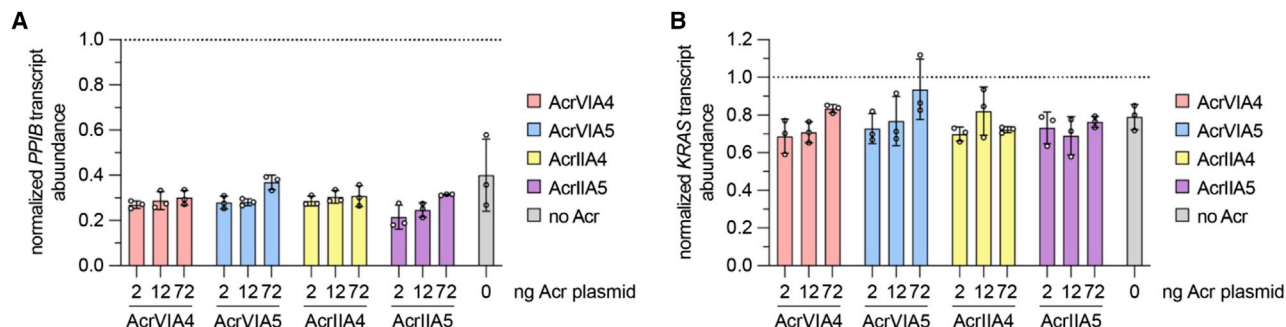 A
normalized PPIB transcript
abuundance
1.0
0.8
0.6
0.4
0.2
0.0
2 12 72 2 12 72 2 12 72 2 12 72 0 ng Acr plasmid
AcrVIA4 AcrVIA5 AcrIIA4 AcrIIA5
AcrVIA4
AcrVIA5
AcrIIA4
AcrIIA5
no Acr
B
normalized KRAS transcript
abuundance
1.2
1.0
0.8
0.6
0.4
0.2
0.0
2 12 72 2 12 72 2 12 72 2 12 72 0 ng Acr plasmid
AcrVIA4 AcrVIA5 AcrIIA4 AcrIIA5
AcrVIA4
AcrVIA5
AcrIIA4
AcrIIA5
no Acr